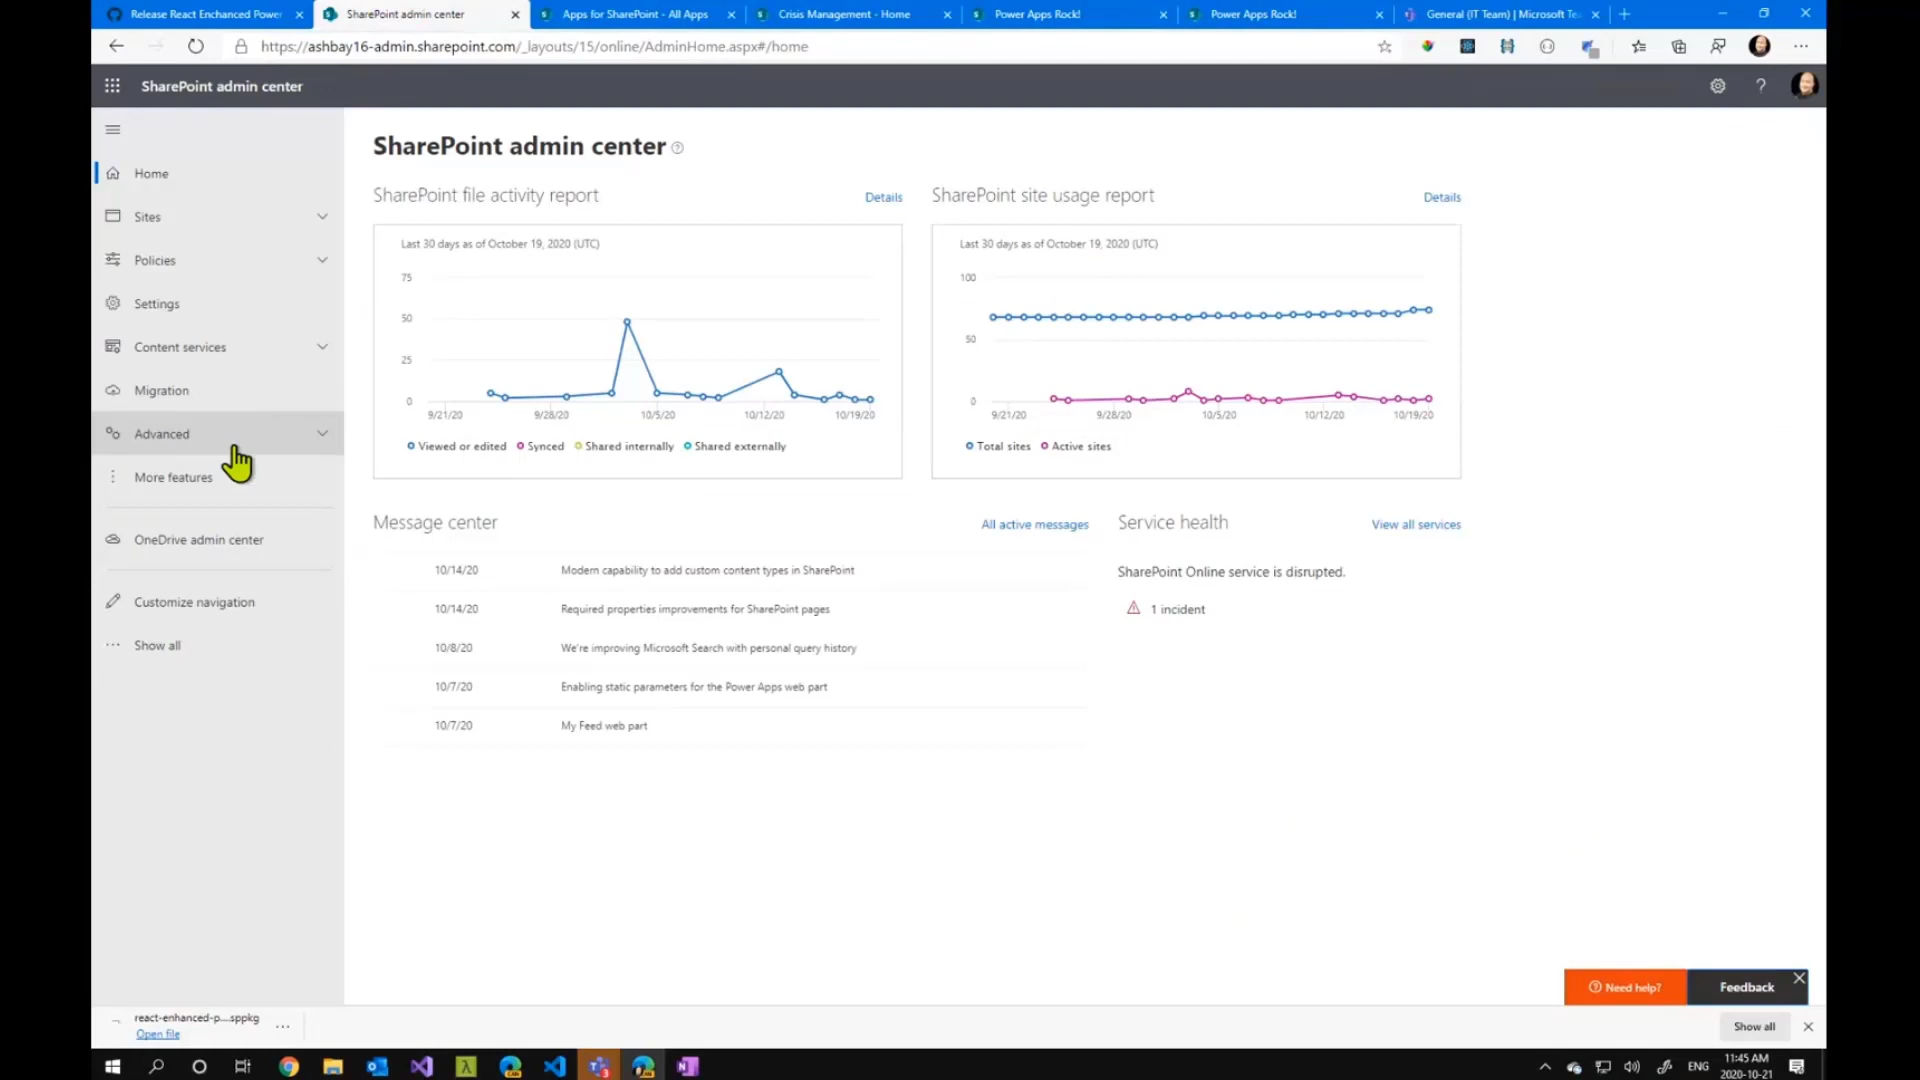 Release React Enchanced Power
SharePoint admin center
Apps for SharePoint - All Apps
Crisis Management - Home
Power Apps Rock!
Power Apps Rock!
General (IT Team) | Microsoft Te
https://ashbay16-admin.sharepoint.com/_layouts/15/online/AdminHome.aspx#/home
SharePoint admin center
Home
Sites
Policies
Settings
Content services
Migration
Advanced
More features
OneDrive admin center
Customize navigation
Show all
SharePoint admin center
SharePoint file activity report
Details
Last 30 days as of October 19, 2020 (UTC)
75
50
25
0
9/21/20 9/28/20 10/5/20 10/12/20 10/19/20
Viewed or edited Synced Shared internally Shared externally
SharePoint site usage report
Details
Last 30 days as of October 19, 2020 (UTC)
100
50
0
9/21/20 9/28/20 10/5/20 10/12/20 10/19/20
Total sites Active sites
Message center
All active messages
10/14/20 Modern capability to add custom content types in SharePoint
10/14/20 Required properties improvements for SharePoint pages
10/8/20 We're improving Microsoft Search with personal query history
10/7/20 Enabling static parameters for the Power Apps web part
10/7/20 My Feed web part
Service health
View all services
SharePoint Online service is disrupted.
1 incident
Need help?
Feedback
react-enhanced-p....sppkg
Open file
Show all
ENG
11:45 AM
2020-10-21